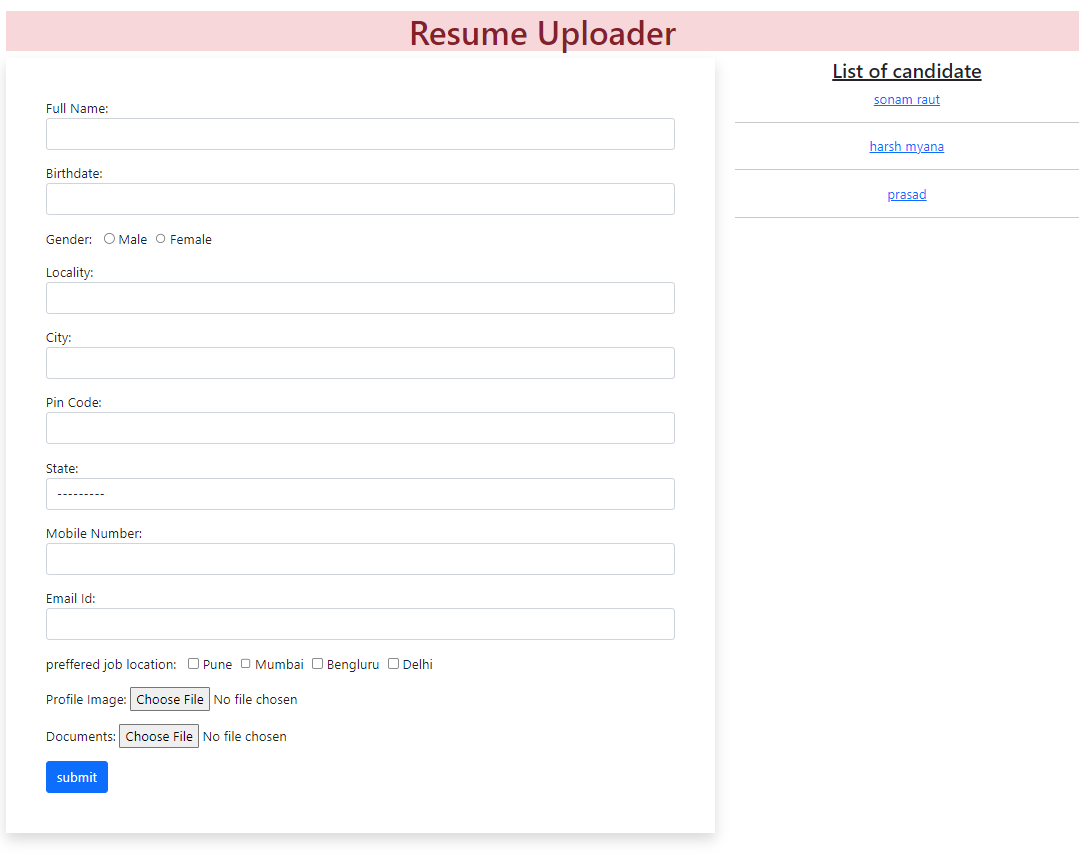 Resume Uploader
Full Name:
Birthdate:
Gender: Male Female
Locality:
City:
Pin Code:
State:
---------
Mobile Number:
Email Id:
preffered job location: Pune Mumbai Bengluru Delhi
Profile Image: Choose File No file chosen
Documents: Choose File No file chosen
submit
List of candidate
sonam raut
harsh myana
prasad